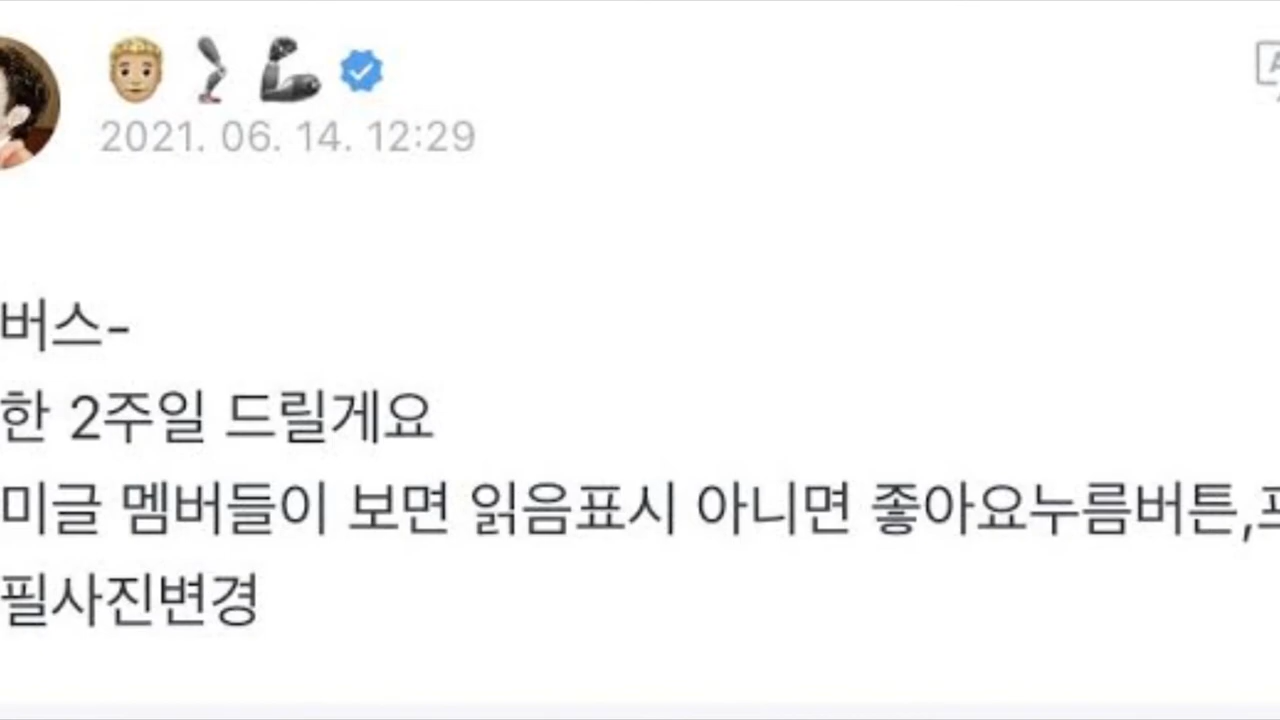 2021. 06. 14. 12:29
버스-
한 2주일 드릴게요
미글 멤버들이 보면 읽음표시 아니면 좋아요누름버튼,프
필사진변경